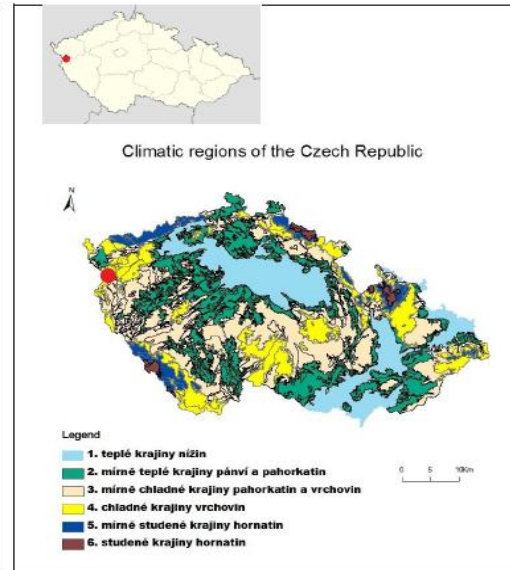 Climatic regions of the Czech Republic
N
Legend
1. teplé krajiny nížin
2. mírně teplé krajiny pánví a pahorkatin
3. mírně chladné krajiny pahorkatin a vrchovin
4. chladné krajiny vrchovin
5. mírně studené krajiny hornatin
6. studené krajiny hornatin
0 5 10Km